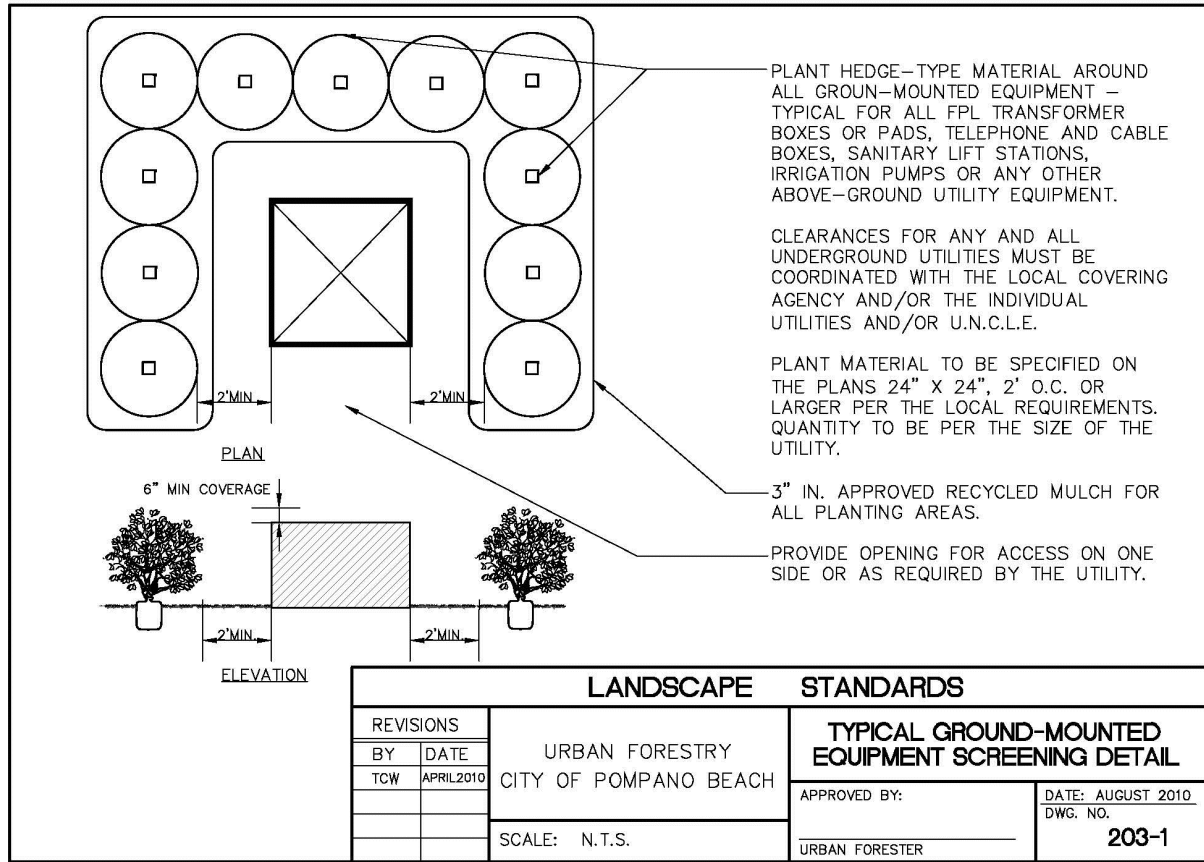 PLANT HEDGE-TYPE MATERIAL AROUND
ALL GROUN-MOUNTED EQUIPMENT -
TYPICAL FOR ALL FPL TRANSFORMER
BOXES OR PADS, TELEPHONE AND CABLE
BOXES, SANITARY LIFT STATIONS,
IRRIGATION PUMPS OR ANY OTHER
ABOVE-GROUND UTILITY EQUIPMENT.
CLEARANCES FOR ANY AND ALL
UNDERGROUND UTILITIES MUST BE
COORDINATED WITH THE LOCAL COVERING
AGENCY AND/OR THE INDIVIDUAL
UTILITIES AND/OR U.N.C.L.E.
PLANT MATERIAL TO BE SPECIFIED ON
THE PLANS 24" X 24", 2' O.C. OR
LARGER PER THE LOCAL REQUIREMENTS.
QUANTITY TO BE PER THE SIZE OF THE
UTILITY.
3" IN. APPROVED RECYCLED MULCH FOR
ALL PLANTING AREAS.
PROVIDE OPENING FOR ACCESS ON ONE
SIDE OR AS REQUIRED BY THE UTILITY.
2'MIN
2'MIN
PLAN
6" MIN COVERAGE
2'MIN.
2'MIN.
ELEVATION
LANDSCAPE STANDARDS
REVISIONS
BY DATE
TCW APRIL2010
URBAN FORESTRY
CITY OF POMPANO BEACH
SCALE: N.T.S.
TYPICAL GROUND-MOUNTED
EQUIPMENT SCREENING DETAIL
APPROVED BY:
URBAN FORESTER
DATE: AUGUST 2010
DWG. NO.
203-1